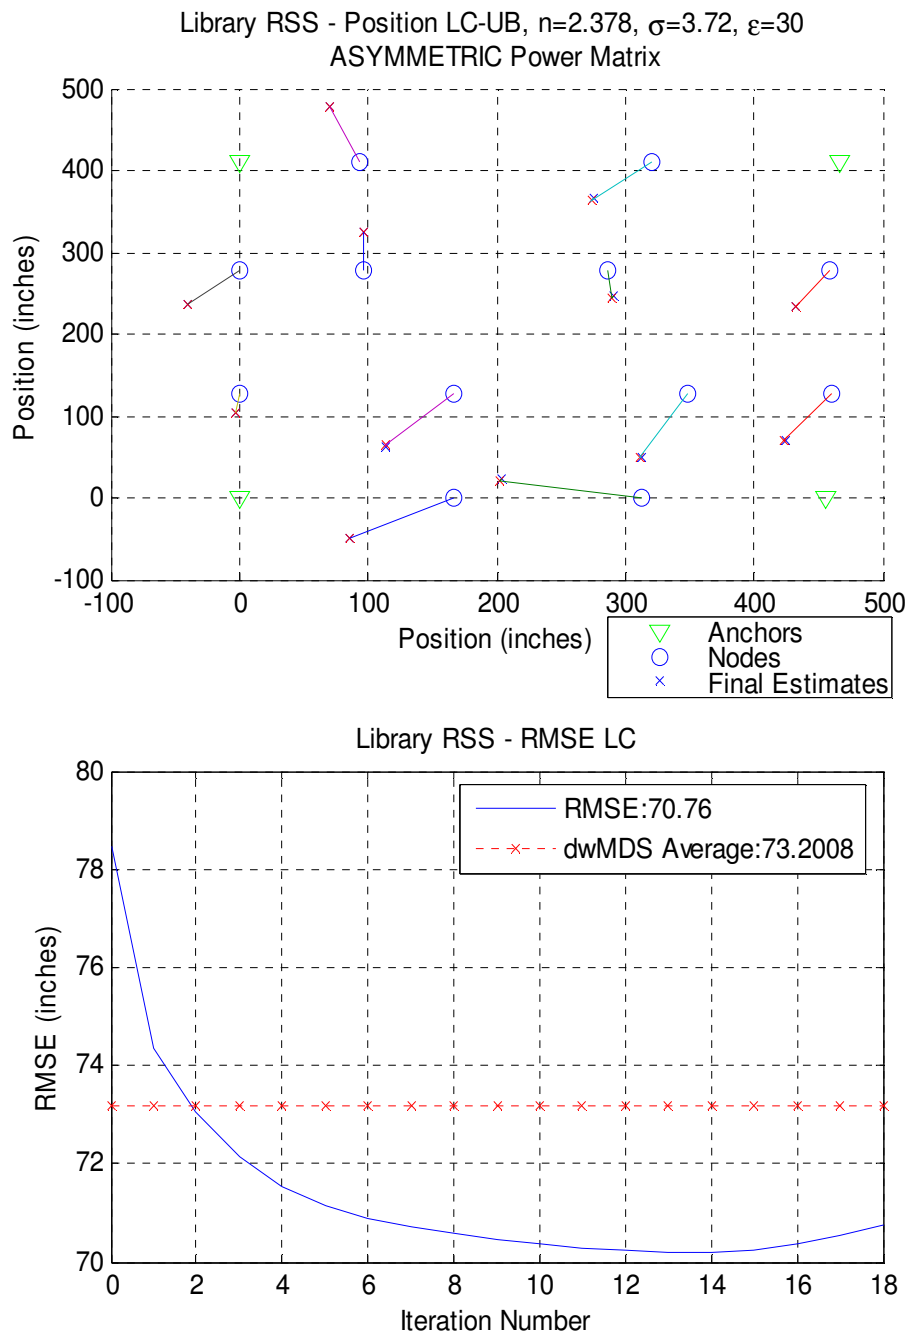 Library RSS - Position LC-UB, n=2.378, σ=3.72, ε=30
ASYMMETRIC Power Matrix
500
400
300
200
100
0
-100
Position (inches)
-100 0 100 200 300 400 500
Position (inches)
Anchors
Nodes
Final Estimates
Library RSS - RMSE LC
80
78
76
74
72
70
RMSE (inches)
RMSE:70.76
dwMDS Average:73.2008
0 2 4 6 8 10 12 14 16 18
Iteration Number